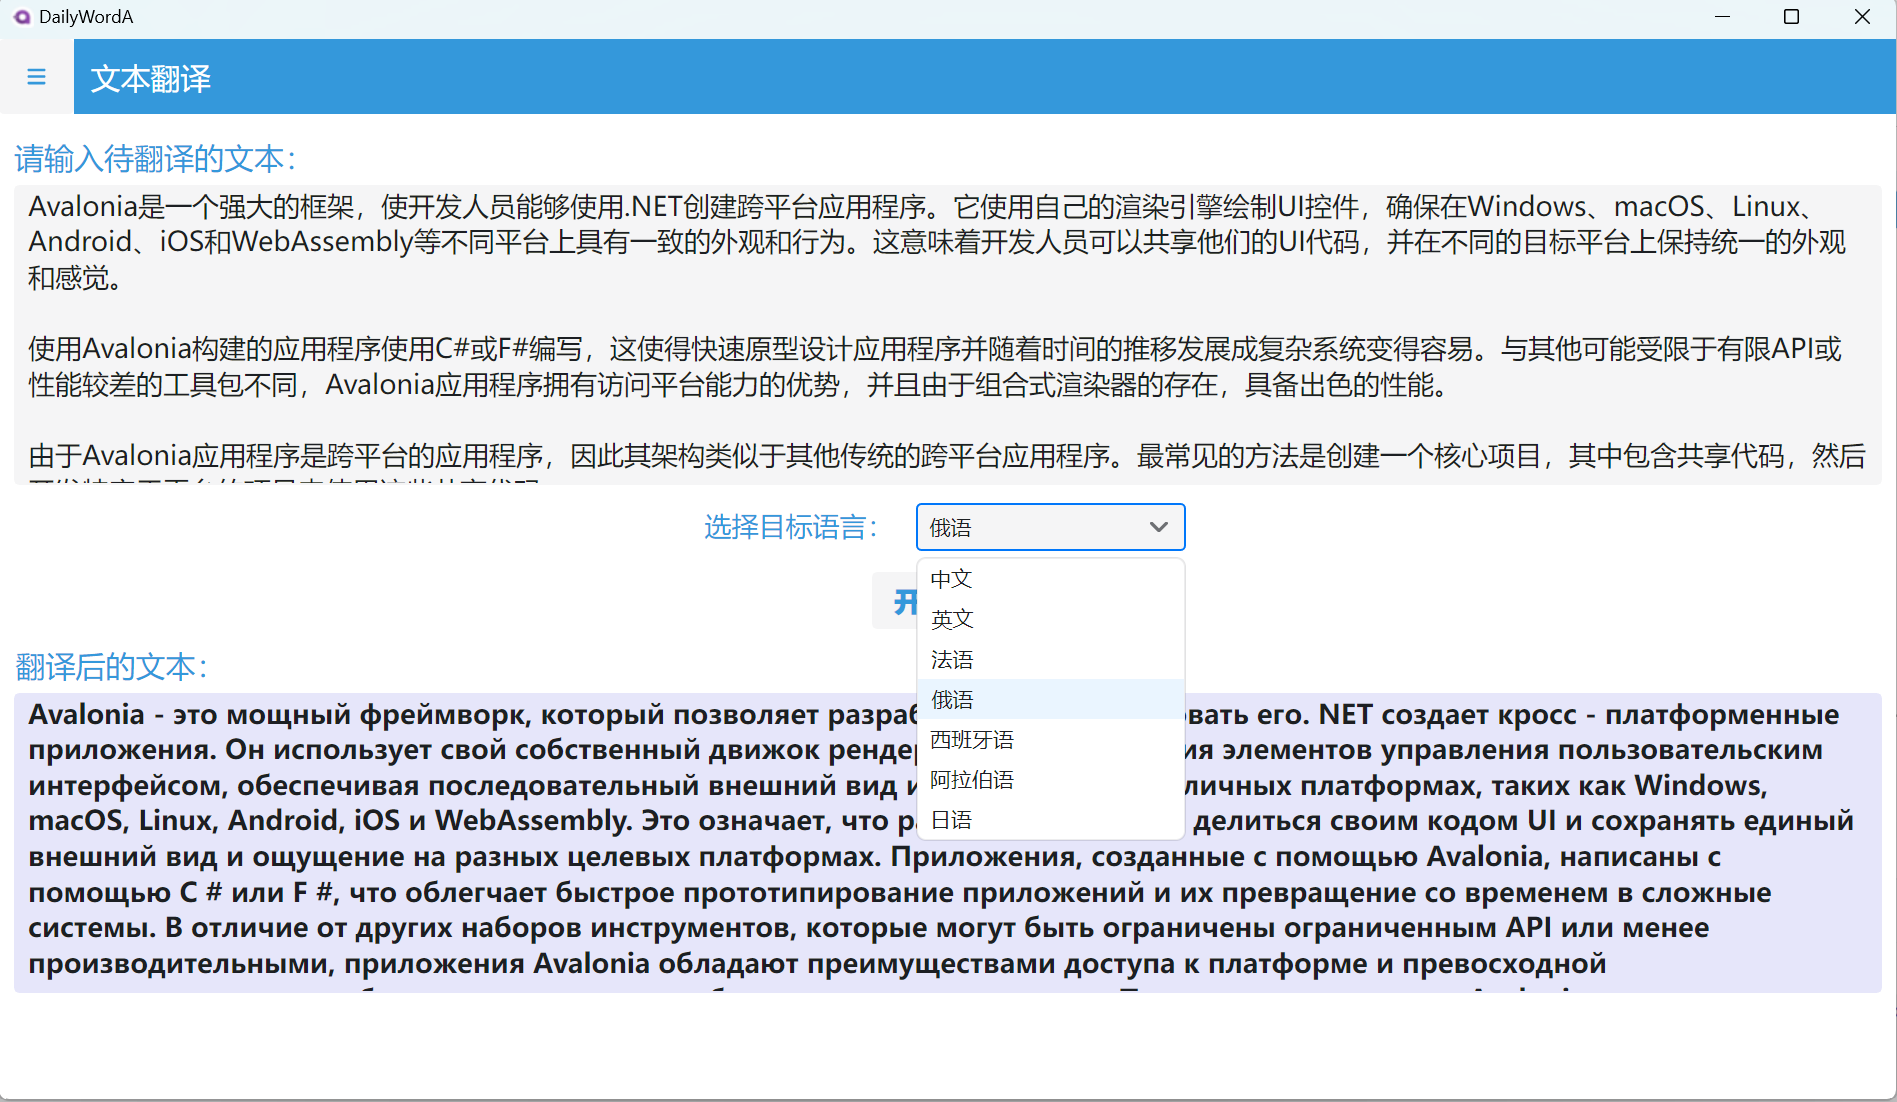 DailyWordA
文本翻译
请输入待翻译的文本：
Avalonia是一个强大的框架，使开发人员能够使用.NET创建跨平台应用程序。它使用自己的渲染引擎绘制UI控件，确保在Windows、macOS、Linux、
Android、iOS和WebAssembly等不同平台上具有一致的外观和行为。这意味着开发人员可以共享他们的UI代码，并在不同的目标平台上保持统一的外观
和感觉。
使用Avalonia构建的应用程序使用C#或F#编写，这使得快速原型设计应用程序并随着时间的推移发展成复杂系统变得容易。与其他可能受限于有限API或
性能较差的工具包不同，Avalonia应用程序拥有访问平台能力的优势，并且由于组合式渲染器的存在，具备出色的性能。
由于Avalonia应用程序是跨平台的应用程序，因此其架构类似于其他传统的跨平台应用程序。最常见的方法是创建一个核心项目，其中包含共享代码，然后
选择目标语言：
俄语
中文
英文
法语
俄语
西班牙语
阿拉伯语
日语
开
翻译后的文本：
Avalonia - это мощный фреймворк, который позволяет его. NET создает кросс - платформенные
приложения. Он использует свой собственный движок элементов управления пользовательским
интерфейсом, обеспечивая последовательный внешний вид платформах, таких как Windows,
macOS, Linux, Android, iOS и WebAssembly. Это означает, что делиться своим кодом UI и сохранять единый
внешний вид и ощущение на разных целевых платформах. Приложения, созданные с помощью Avalonia, написаны с
помощью C # или F #, что облегчает быстрое прототипирование приложений и их превращение со временем в сложные
системы. В отличие от других наборов инструментов, которые могут быть ограничены ограниченным API или менее
производительными, приложения Avalonia обладают преимуществами доступа к платформе и превосходной